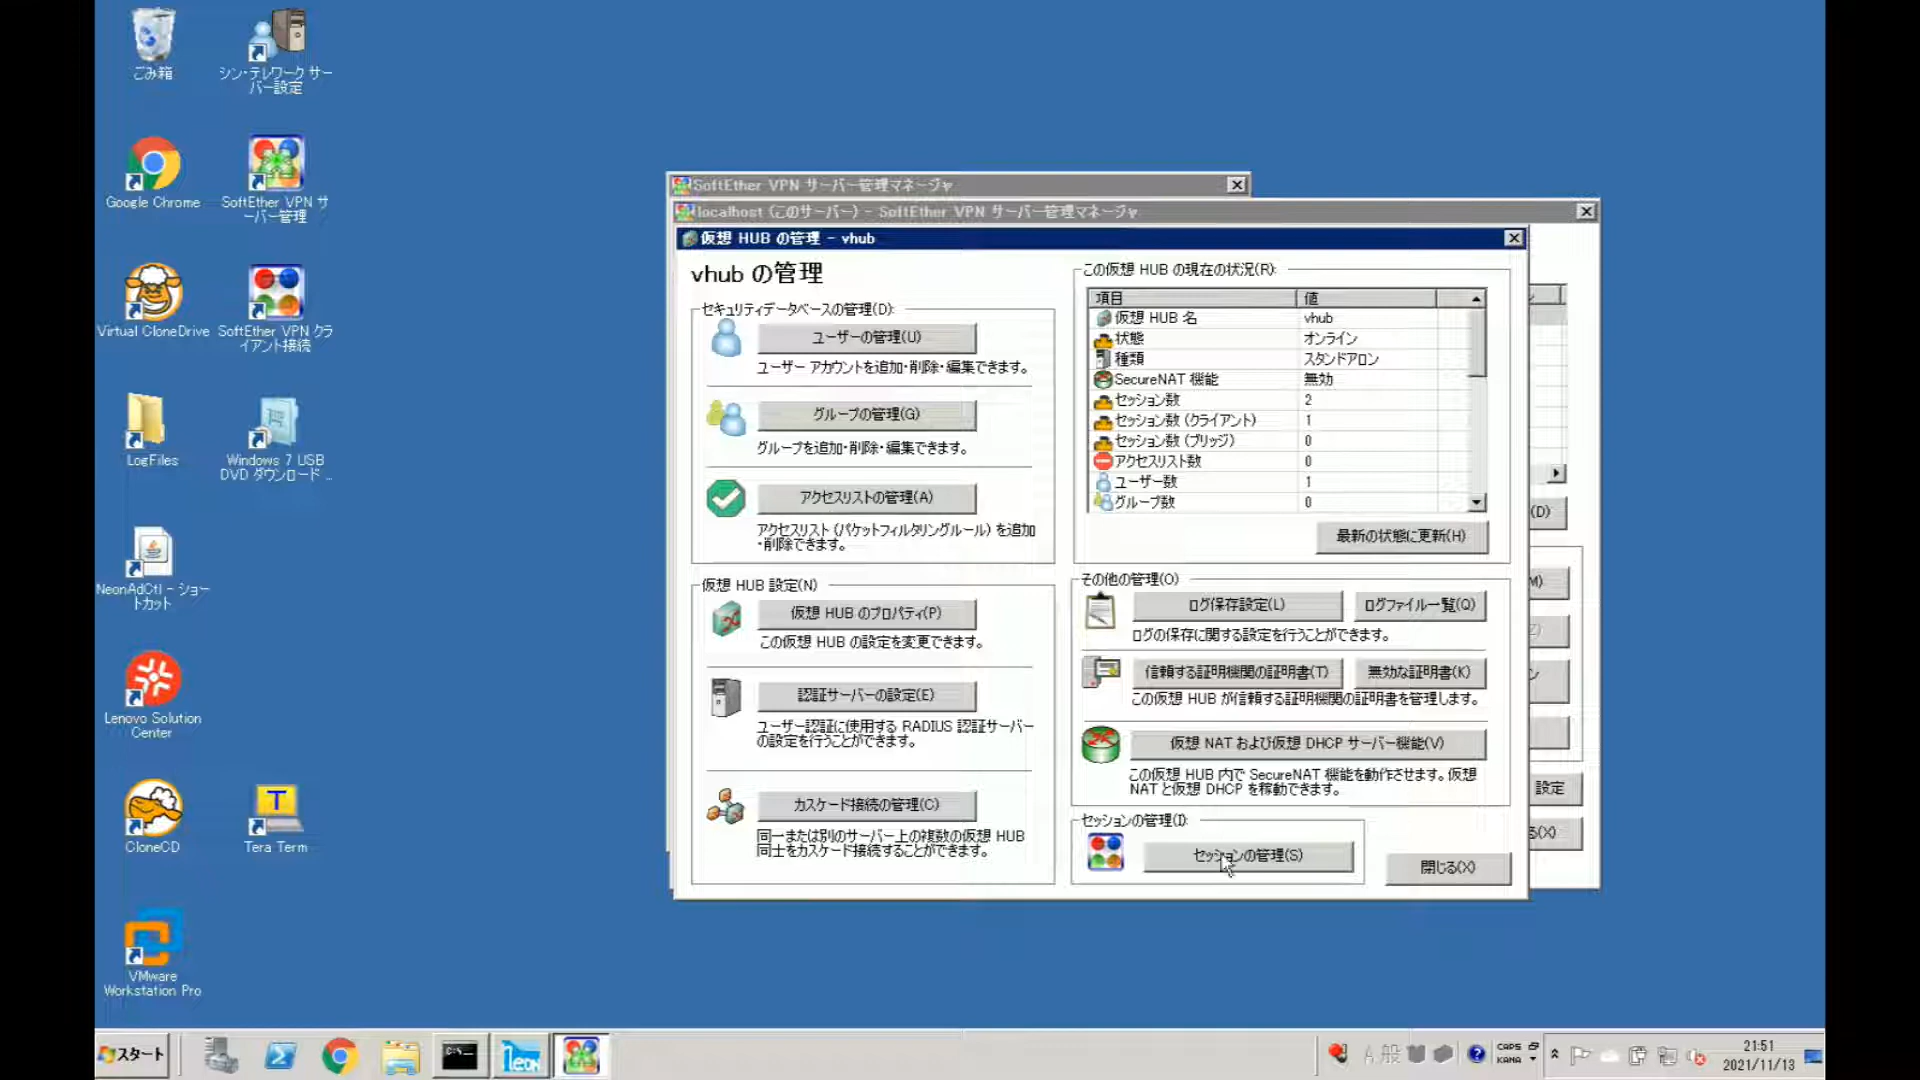 ごみ箱
シン・テレワーク サー
バー設定
Google Chrome
SoftEther VPN サ
ーバー管理
Virtual CloneDrive
SoftEther VPN クラ
イアント接続
LogFiles
Windows 7 USB
DVD ダウンロード ...
NeonAdCtl - ショー
トカット
Lenovo Solution
Center
CloneCD
Tera Term
VMware
Workstation Pro
SoftEther VPN サーバー管理マネージャ
localhost (このサーバー) - SoftEther VPN サーバー管理マネージャ
仮想 HUB の管理 - vhub
vhub の管理
セキュリティデータベースの管理(D):
ユーザーの管理(U)
ユーザー アカウントを追加・削除・編集できます。
グループの管理(G)
グループを追加・削除・編集できます。
アクセスリストの管理(A)
アクセスリスト (パケットフィルタリングルール) を追加
・削除できます。
仮想 HUB 設定(N)
仮想 HUB のプロパティ(P)
この仮想 HUB の設定を変更できます。
認証サーバーの設定(E)
ユーザー認証に使用する RADIUS 認証サーバー
の設定を行うことができます。
カスケード接続の管理(C)
同一または別のサーバー上の複数の仮想 HUB
同士をカスケード接続することができます。
この仮想 HUB の現在の状況(R):
項目 値
仮想 HUB 名 vhub
状態 オンライン
種類 スタンドアロン
SecureNAT 機能 無効
セッション数 2
セッション数 (クライアント) 1
セッション数 (ブリッジ) 0
アクセスリスト数 0
ユーザー数 1
グループ数 0
最新の状態に更新(H)
その他の管理(O)
ログ保存設定(L) ログファイル一覧(Q)
ログの保存に関する設定を行うことができます。
信頼する証明機関の証明書(T) 無効な証明書(K)
この仮想 HUB が信頼する証明機関の証明書を管理します。
仮想 NAT および仮想 DHCP サーバー機能(V)
この仮想 HUB 内で SecureNAT 機能を動作させます。仮想
NAT と仮想 DHCP を稼動できます。
セッションの管理(I):
セッションの管理(S)
閉じる(X)
(D)
設定
スタート
A 般
CAPS
KANA
21:51
2021/11/13